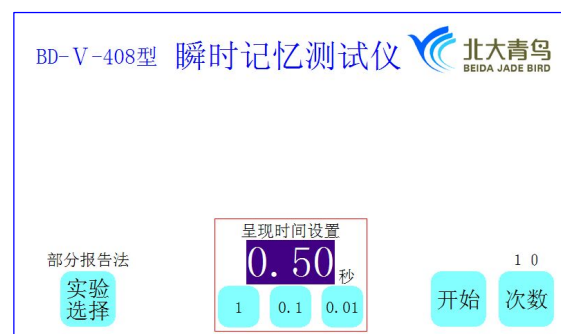 BD-Ⅴ-408型 瞬时记忆测试仪 北大青鸟
BEIDA JADE BIRD
呈现时间设置
部分报告法 0.50秒 10
实验选择 1 0.1 0.01 开始 次数